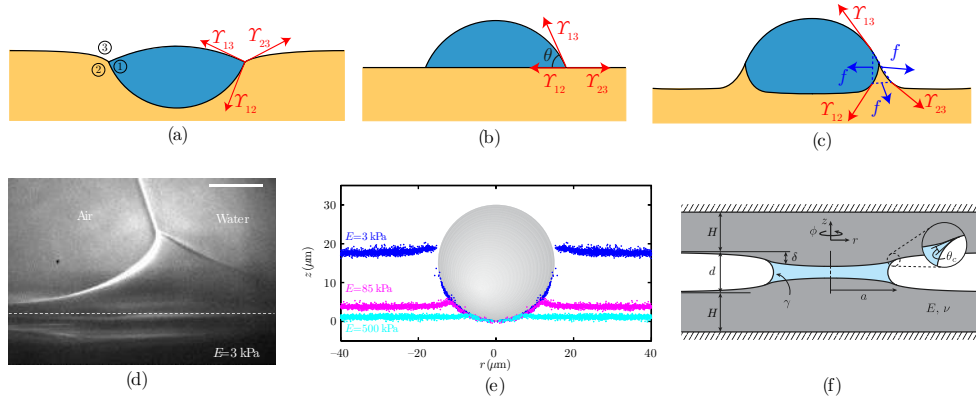 ③
②
①
ϒ₁₃
ϒ₂₃
ϒ₁₂
(a)
θ
ϒ₁₃
ϒ₁₂
ϒ₂₃
(b)
ϒ₁₃
f
f
f
ϒ₁₂
ϒ₂₃
(c)
Air
Water
E=3 kPa
(d)
30
20
10
0
z (μm)
E=3 kPa
E=85 kPa
E=500 kPa
−40
−20
0
20
40
r (μm)
(e)
H
d
H
δ
ϕ
z
r
θc
γ
a
E, ν
(f)